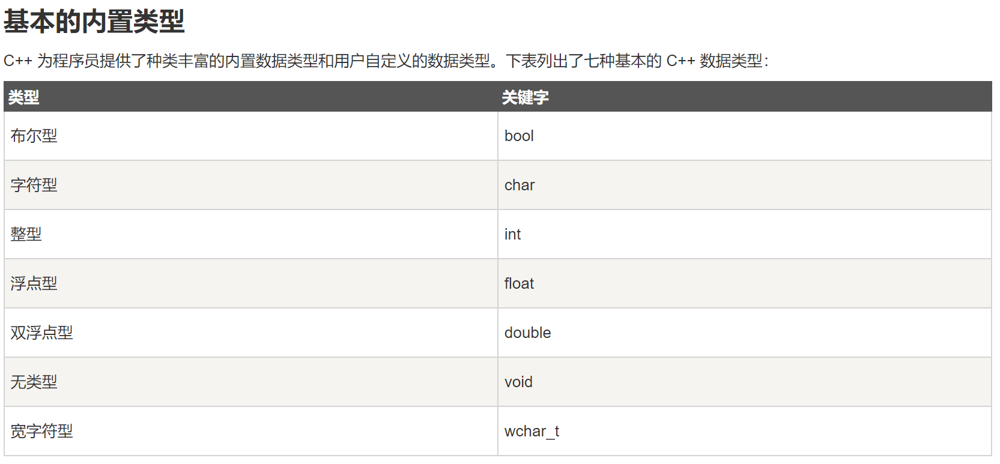 基本的内置类型
C++ 为程序员提供了种类丰富的内置数据类型和用户自定义的数据类型。下表列出了七种基本的 C++ 数据类型：
类型 关键字
布尔型 bool
字符型 char
整型 int
浮点型 float
双浮点型 double
无类型 void
宽字符型 wchar_t